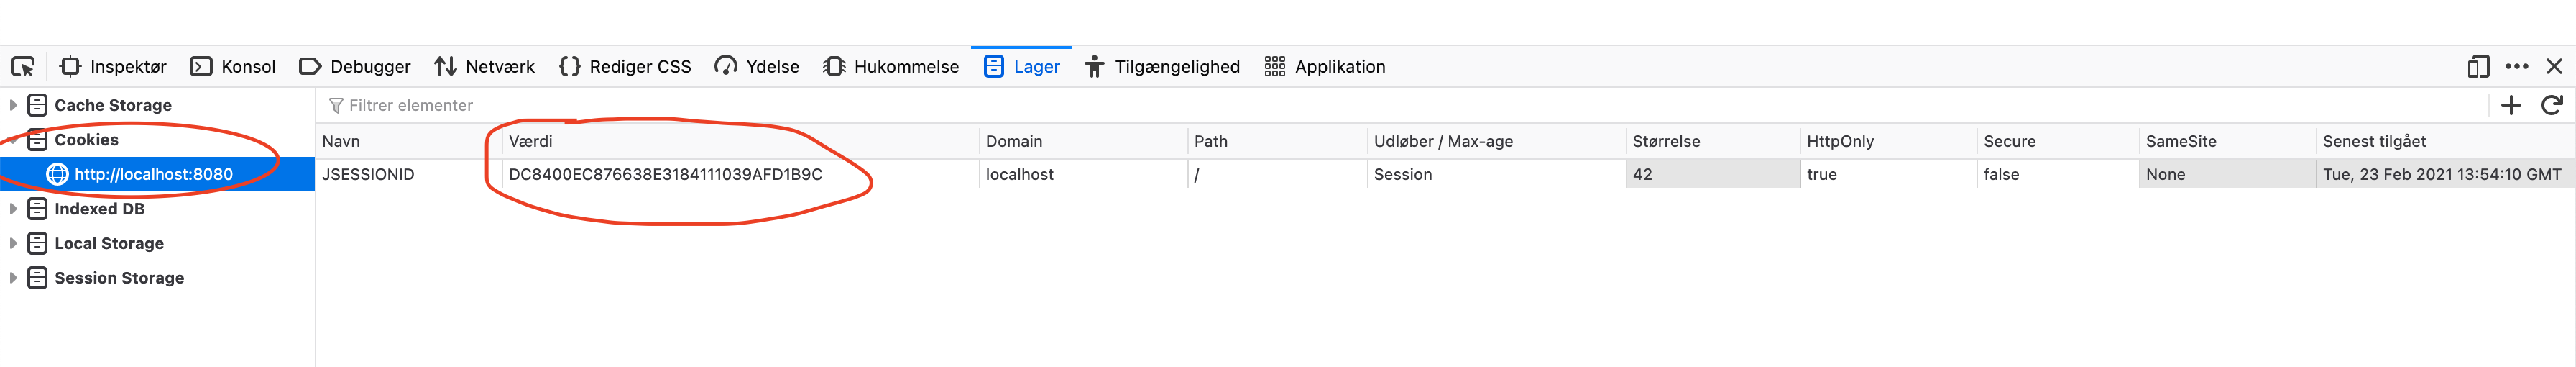 Inspektør Konsol Debugger Netværk Rediger CSS Ydelse Hukommelse Lager Tilgængelighed Applikation
Cache Storage
Cookies
http://localhost:8080
Indexed DB
Local Storage
Session Storage
Filtrer elementer
Navn Værdi Domain Path Udløber / Max-age Størrelse HttpOnly Secure SameSite Senest tilgået
JSESSIONID DC8400EC876638E3184111039AFD1B9C localhost / Session 42 true false None Tue, 23 Feb 2021 13:54:10 GMT